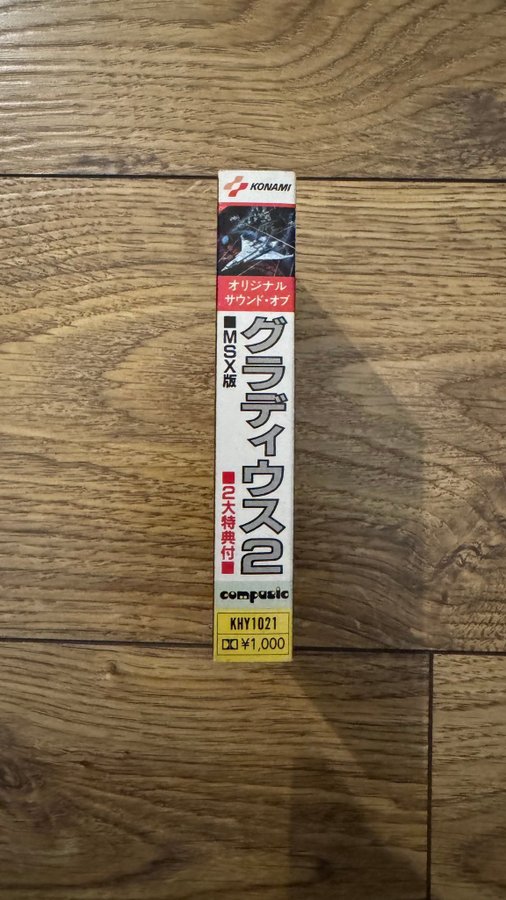 KONAMI
オリジナル
サウンド・オブ
グラディウス2
■MSX版
■2大特典付■
compusic
KHY1021
¥1,000